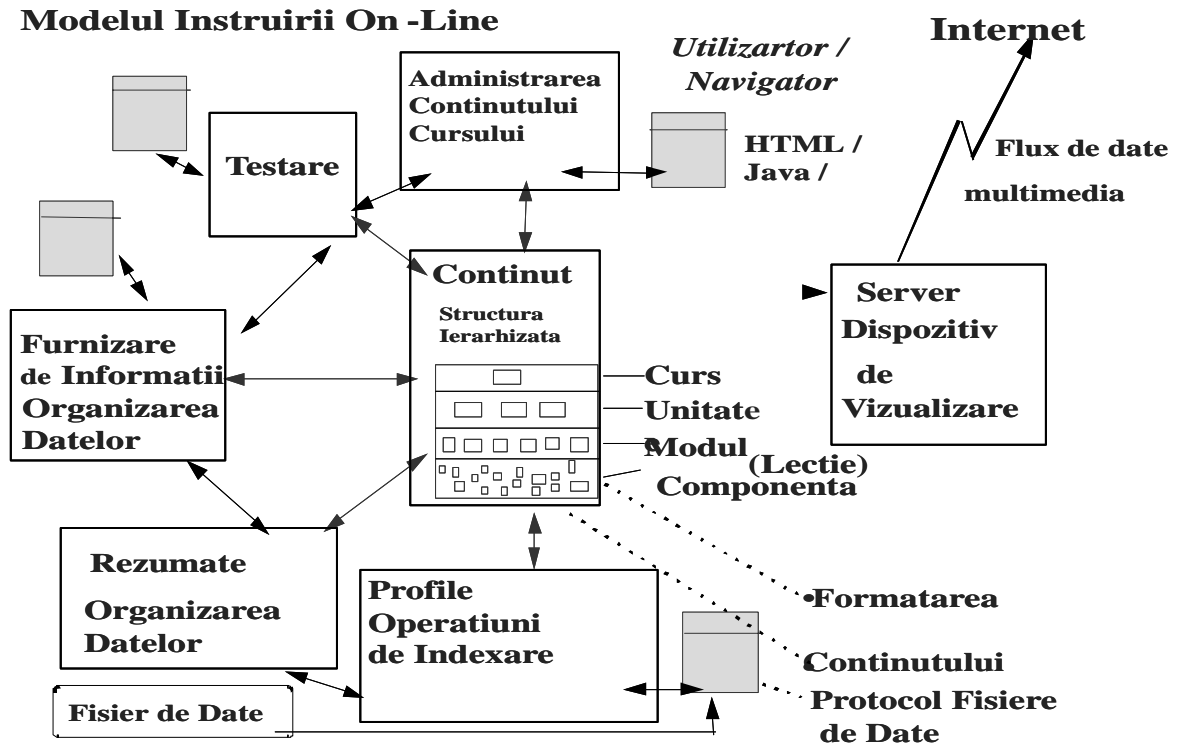 Modelul Instruirii On -Line
Internet
Utilizartor /
Navigator
Administrarea
Continutului
Cursului
HTML /
Java /
Testare
Flux de date
multimedia
Continut
Structura
Ierarhizata
Server
Dispozitiv
de
Vizualizare
Furnizare
de Informatii
Organizarea
Datelor
Curs
Unitate
Modul
(Lectie)
Componenta
Rezumate
Organizarea
Datelor
Profile
Operatiuni
de Indexare
Formatarea
Continutului
Protocol Fisiere
de Date
Fisier de Date